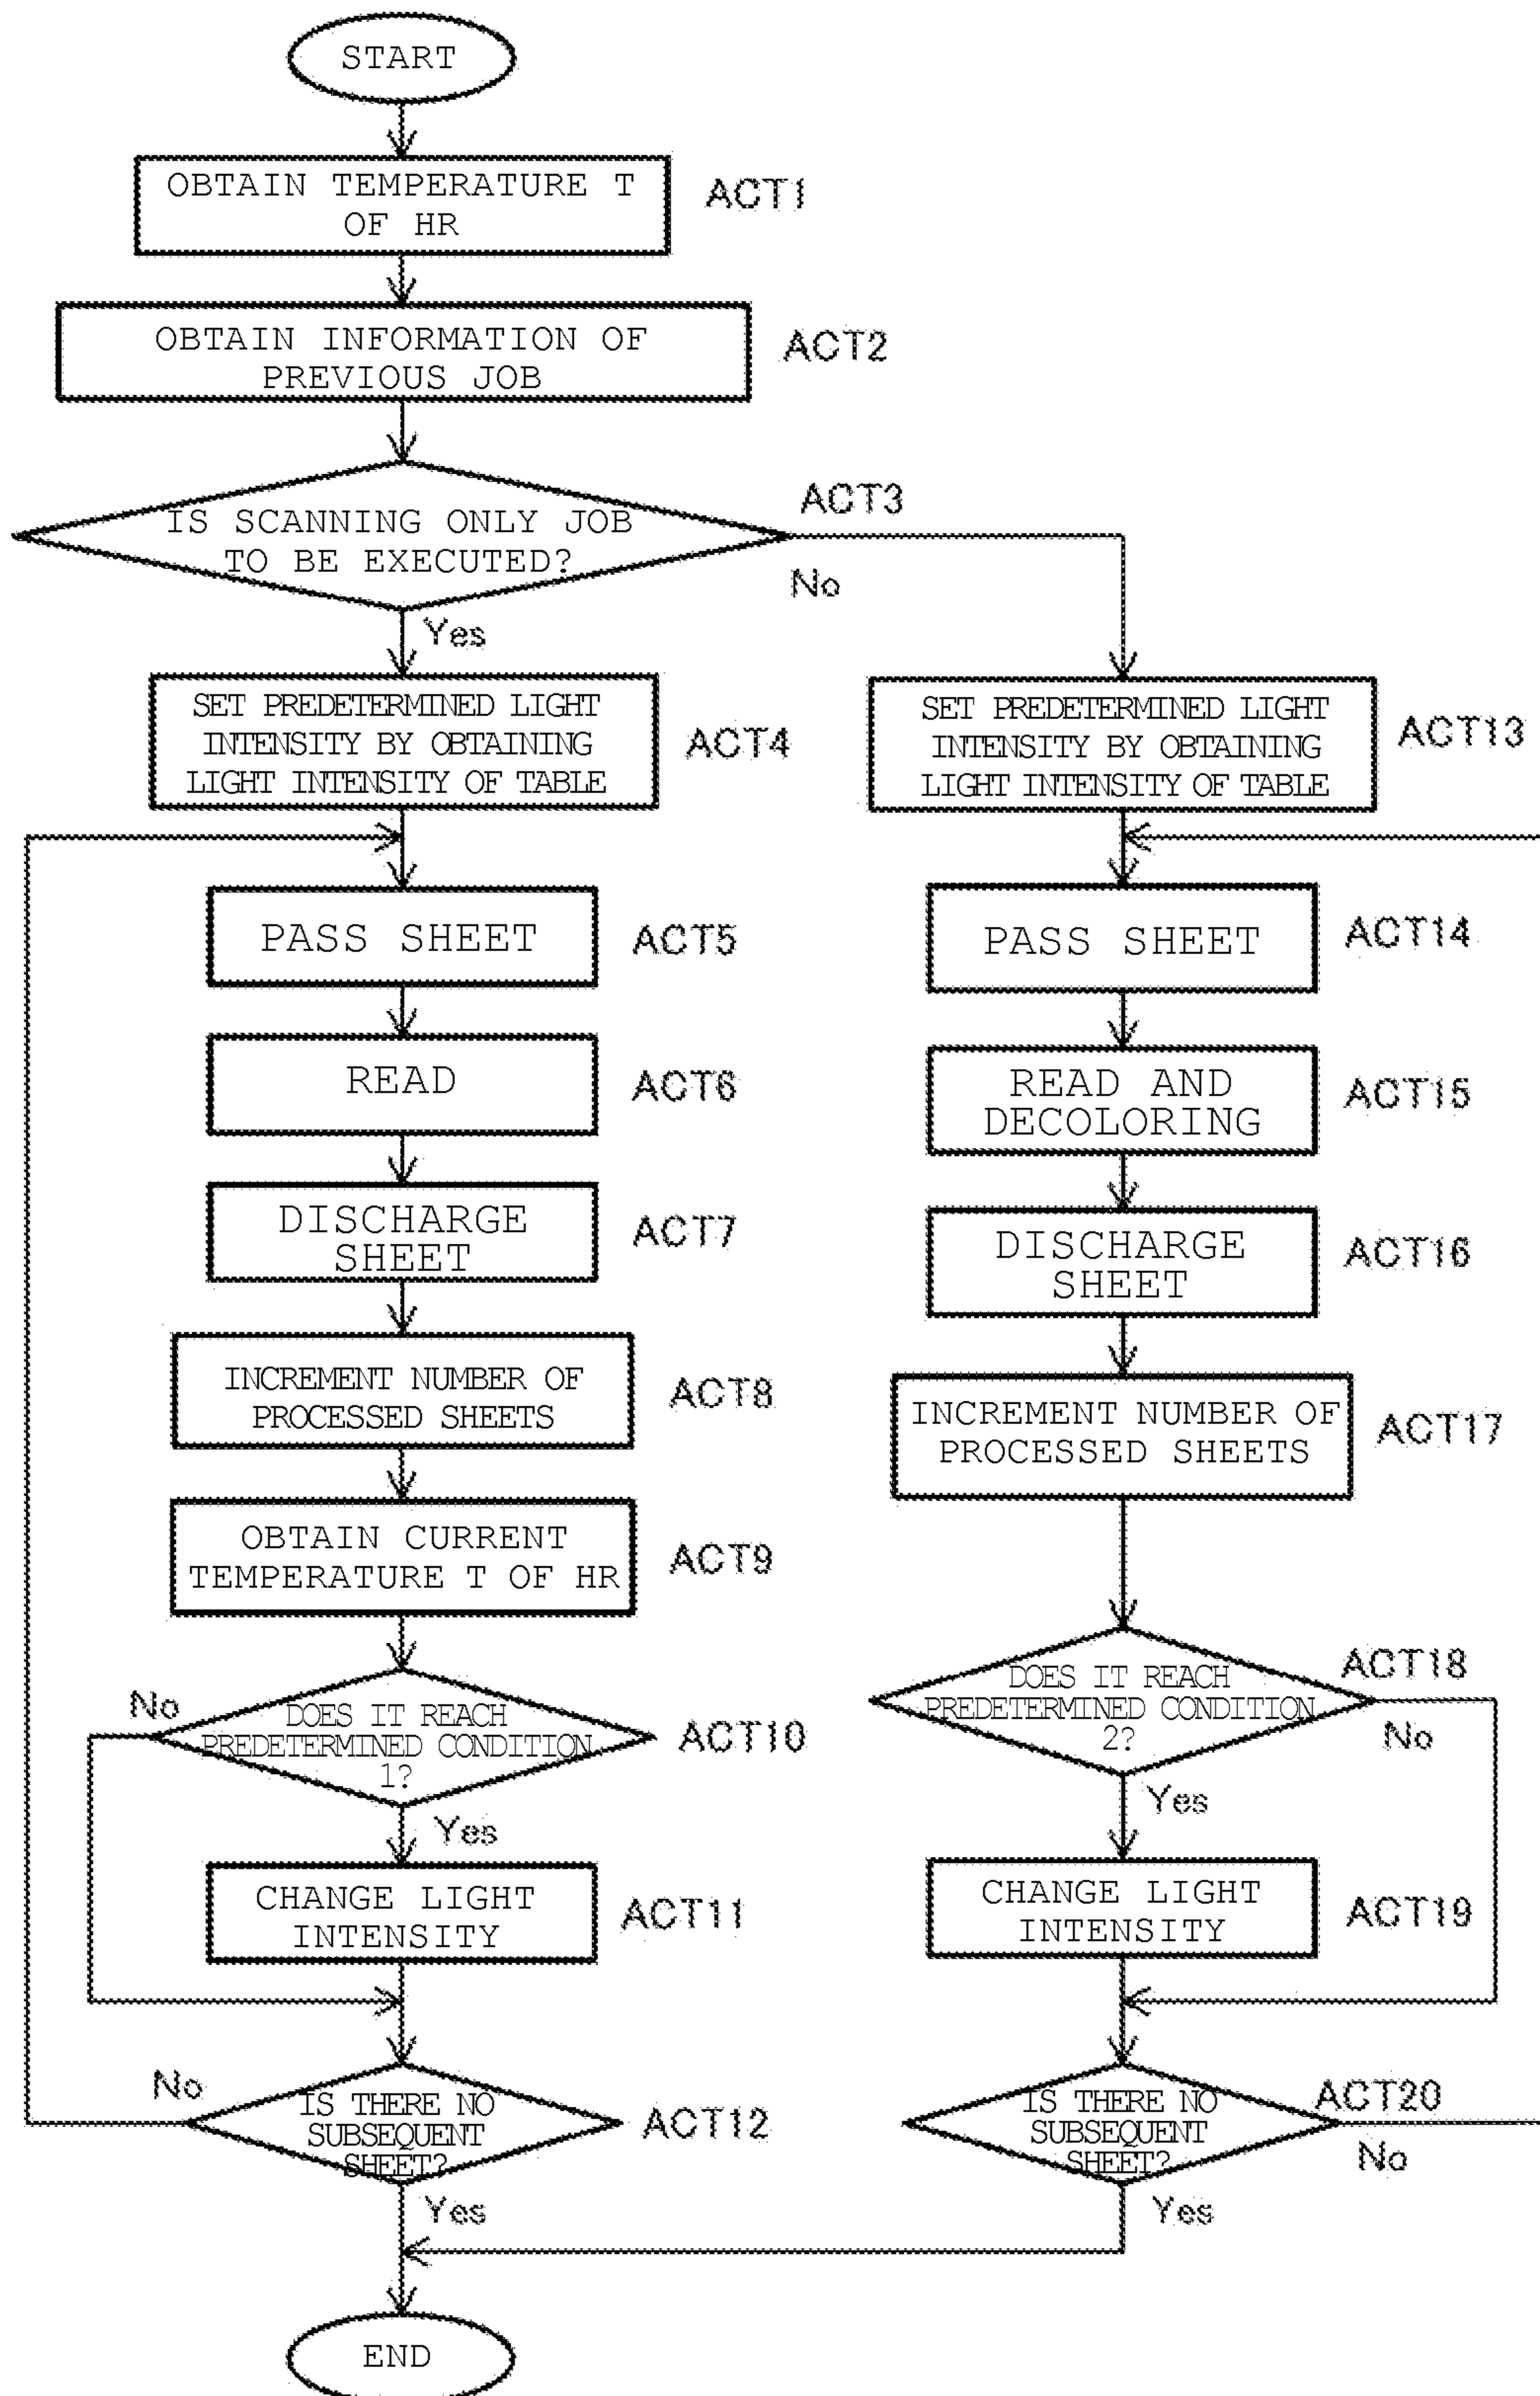 START
OBTAIN TEMPERATURE T
OF HR
ACT1
OBTAIN INFORMATION OF
PREVIOUS JOB
ACT2
IS SCANNING ONLY JOB
TO BE EXECUTED?
ACT3
No
Yes
SET PREDETERMINED LIGHT
INTENSITY BY OBTAINING
LIGHT INTENSITY OF TABLE
ACT4
PASS SHEET
ACT5
READ
ACT6
DISCHARGE
SHEET
ACT7
INCREMENT NUMBER OF
PROCESSED SHEETS
ACT8
OBTAIN CURRENT
TEMPERATURE T OF HR
ACT9
No
DOES IT REACH
PREDETERMINED CONDITION
1?
ACT10
Yes
CHANGE LIGHT
INTENSITY
ACT11
No
IS THERE NO
SUBSEQUENT
SHEET?
ACT12
Yes
SET PREDETERMINED LIGHT
INTENSITY BY OBTAINING
LIGHT INTENSITY OF TABLE
ACT13
PASS SHEET
ACT14
READ AND
DECOLORING
ACT15
DISCHARGE
SHEET
ACT16
INCREMENT NUMBER OF
PROCESSED SHEETS
ACT17
DOES IT REACH
PREDETERMINED CONDITION
2?
ACT18
No
Yes
CHANGE LIGHT
INTENSITY
ACT19
IS THERE NO
SUBSEQUENT
SHEET?
ACT20
No
Yes
END